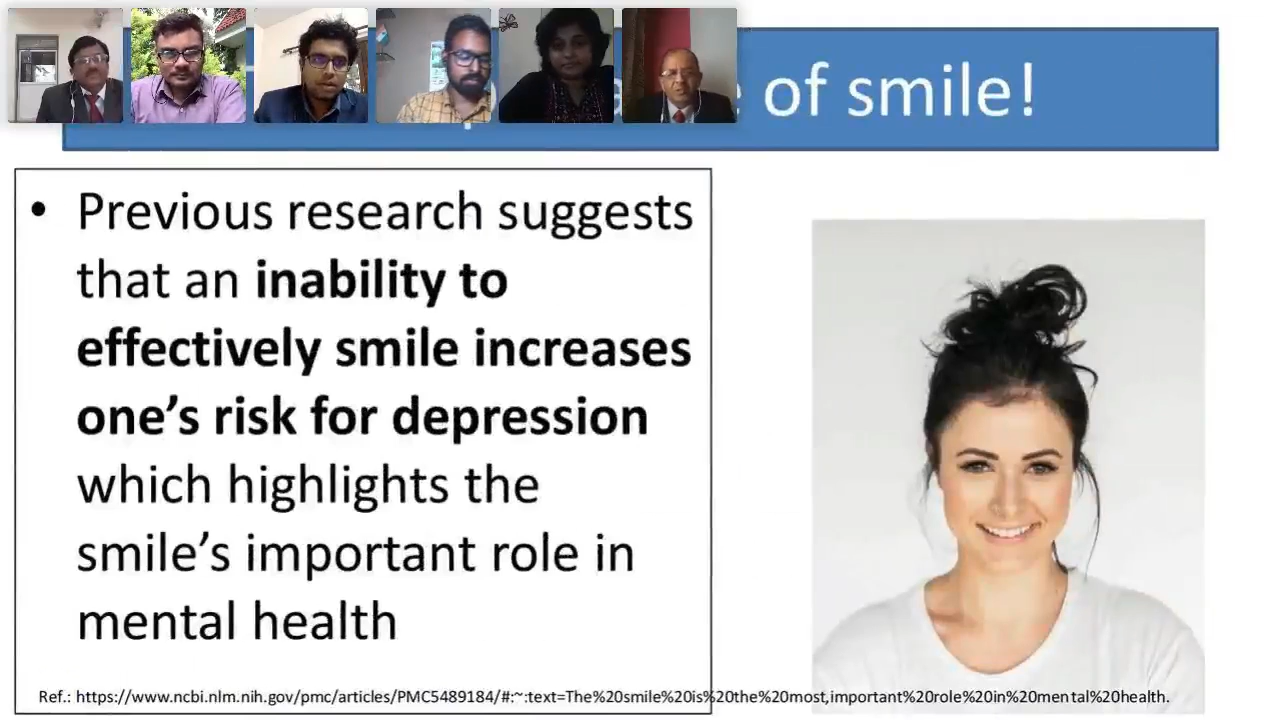 of smile!
• Previous research suggests
that an inability to
effectively smile increases
one’s risk for depression
which highlights the
smile’s important role in
mental health
Ref.: https://www.ncbi.nlm.nih.gov/pmc/articles/PMC5489184/#:~:text=The%20smile%20is%20the%20most,important%20role%20in%20mental%20health.